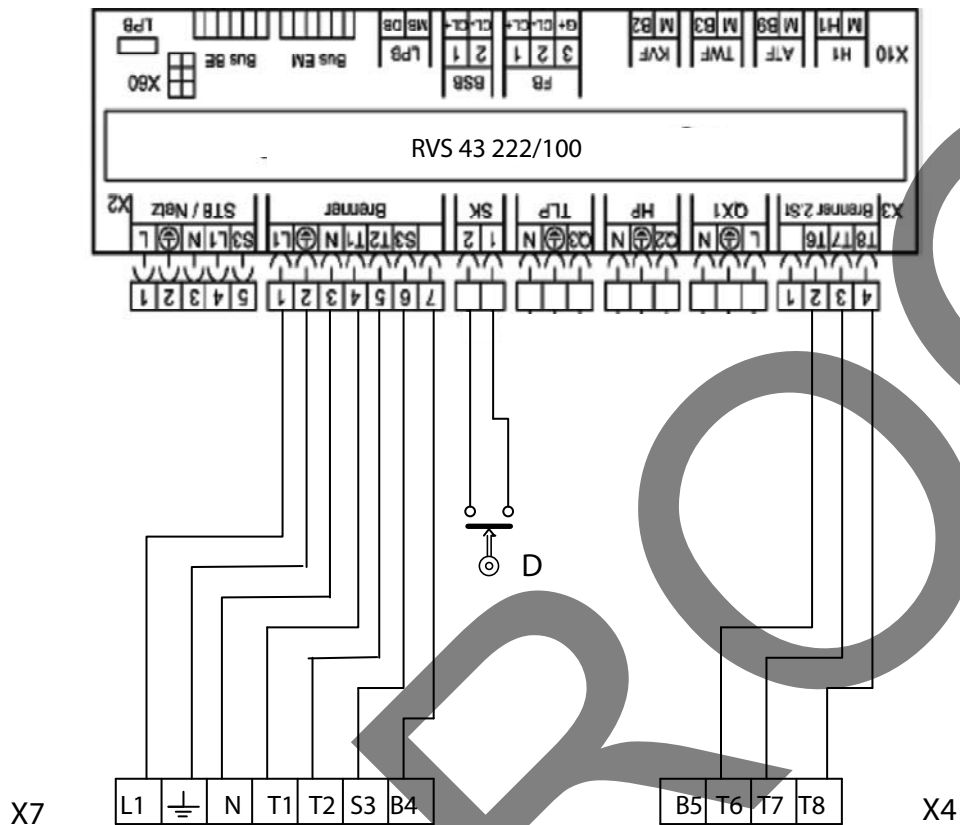 LPB DB MB CL+ CL- CL+ CL- G+ B2 M B3 M B9 M H1 M
1 2 1 2 3
Bus BE Bus EM LPB KVF TWF ATF H1 X10
X60 BSB FB
RVS 43 222/100
X2 STB / Netz Brenner SK TLP HP QX1 Brenner 2.St X3
L N L1 S3 L1 N T1 T2 S3 2 1 N Q3 N Q2 N L T6 T7 T8
1 2 3 4 5 1 2 3 4 5 6 7 1 2 3 4
D
X7 L1 N T1 T2 S3 B4 B5 T6 T7 T8 X4